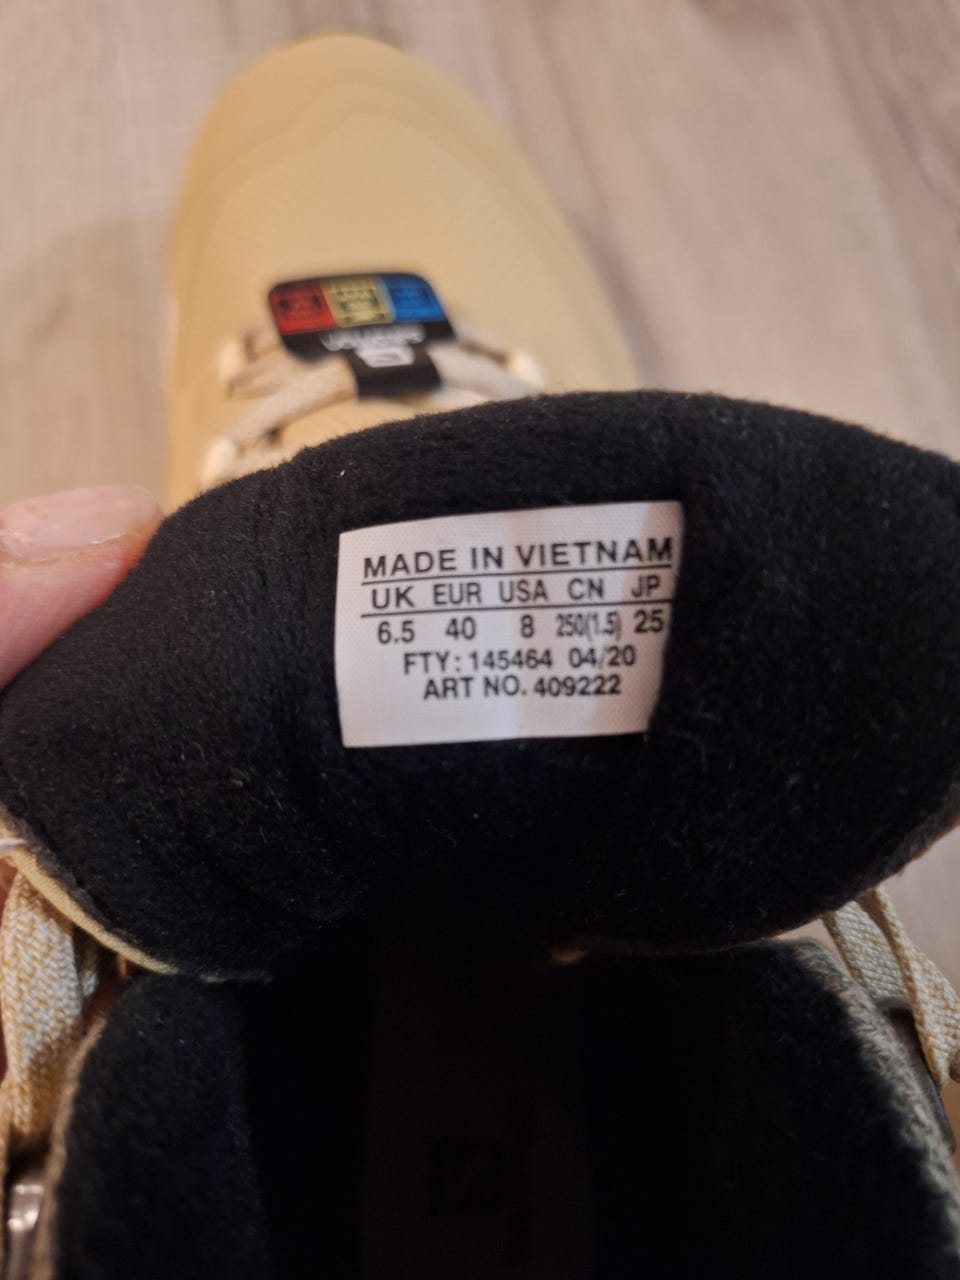 MADE IN VIETNAM
UK EUR USA CN JP
6.5 40 8 250(1.5) 25
FTY: 145464 04/20
ART NO. 409222